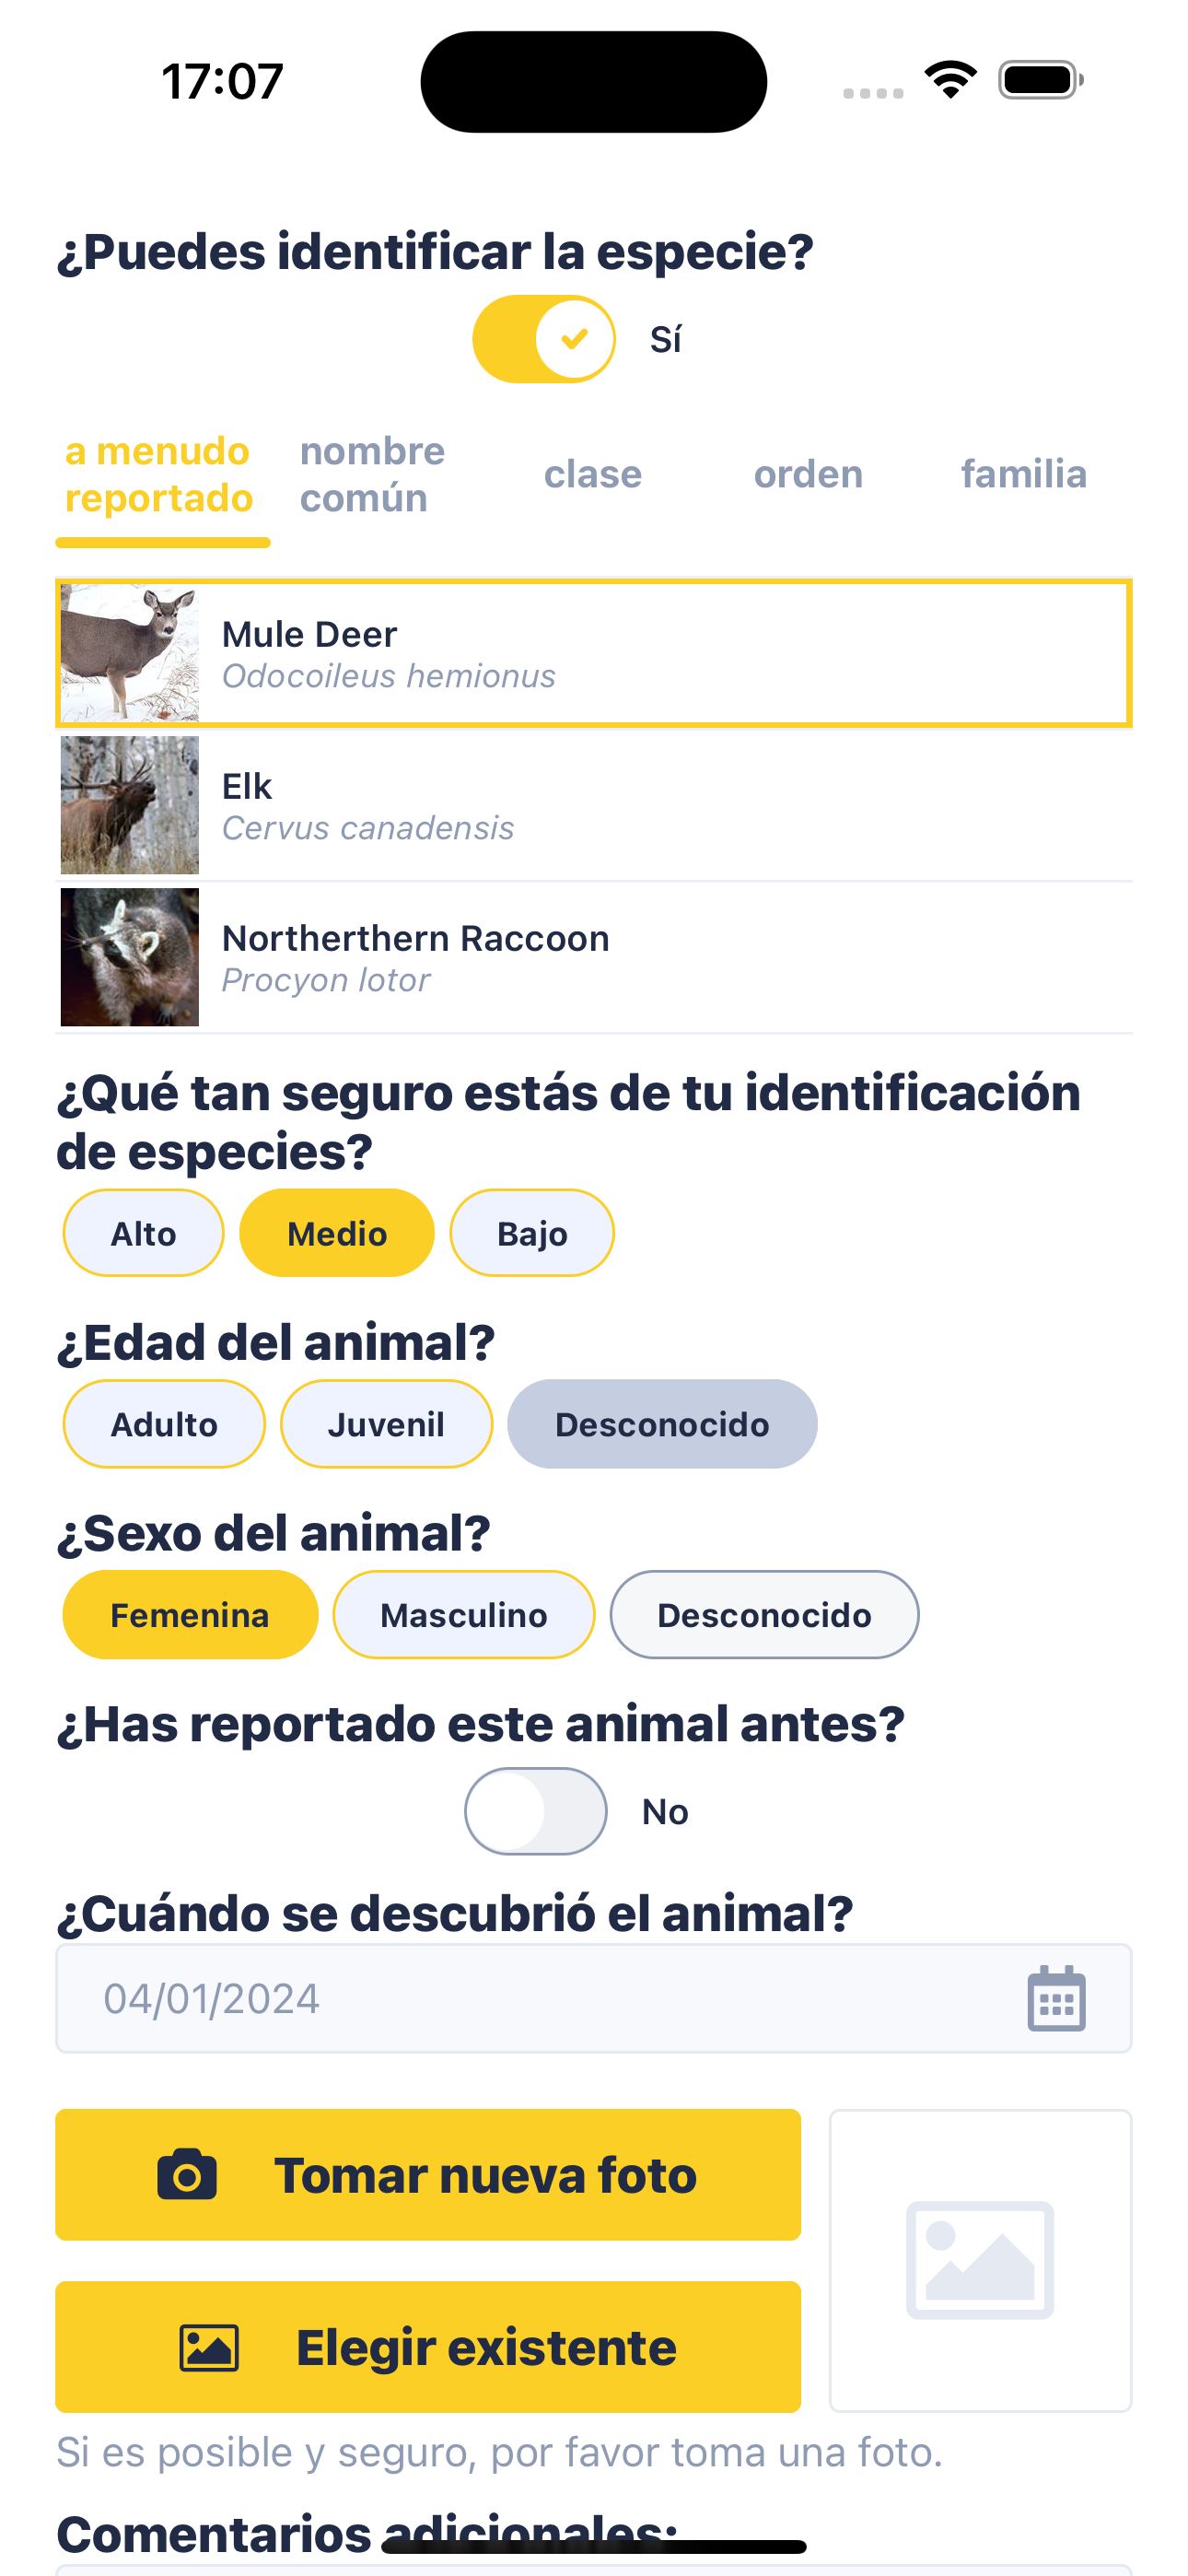 17:07
¿Puedes identificar la especie?
Sí
a menudo
reportado
nombre
común
clase
orden
familia
Mule Deer
Odocoileus hemionus
Elk
Cervus canadensis
Northerthern Raccoon
Procyon lotor
¿Qué tan seguro estás de tu identificación
de especies?
Alto
Medio
Bajo
¿Edad del animal?
Adulto
Juvenil
Desconocido
¿Sexo del animal?
Femenina
Masculino
Desconocido
¿Has reportado este animal antes?
No
¿Cuándo se descubrió el animal?
04/01/2024
Tomar nueva foto
Elegir existente
Si es posible y seguro, por favor toma una foto.
Comentarios adicionales: